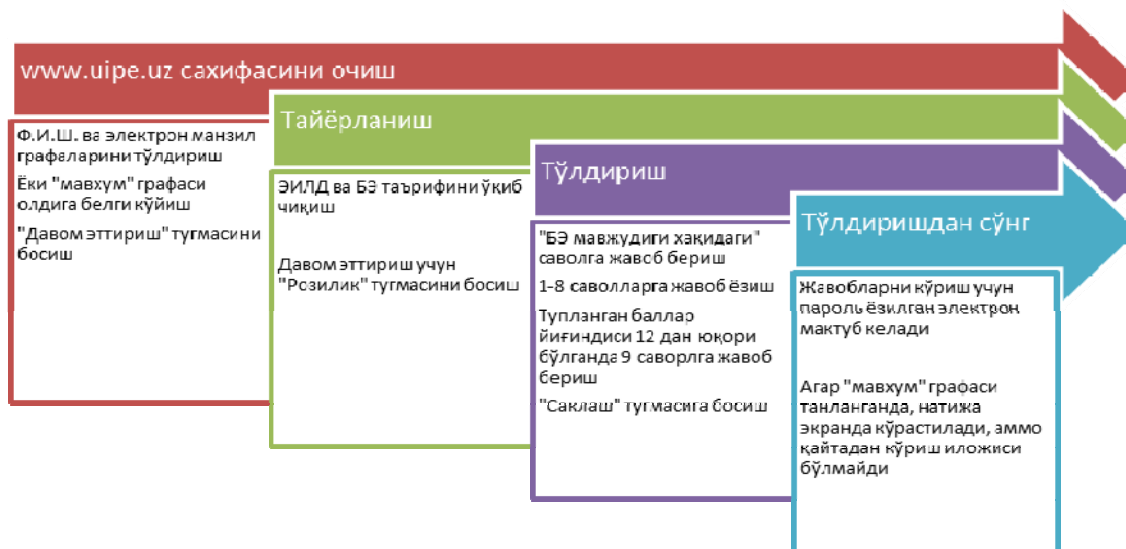 www.uipe.uz сахифасини очиш
Ф.И.Ш. ва электрон манзил
графаларини тўлдириш
Ёки "мавхум" графаси
олдига белги кўйиш
"Давом эттириш" тугмасини
босиш
Тайёрланиш
ЭИЛД ва БЭ таърифини ўқиб
чиқиш
Давом эттириш учун
"Розилик" тугмасини босиш
Тўлдириш
"БЭ мавжудиги хақидаги"
саволга жавоб бериш
1-8 саволларга жавоб ёзиш
Тупланган баллар
йиғиндиси 12 дан юқори
бўлганда 9 саворлга жавоб
бериш
"Саклаш" тугмасига босиш
Тўлдиришдан сўнг
Жавобларни кўриш учун
пароль ёзилган электрон
мактуб келади
Агар "мавхум" графаси
танланганда, натижа
экранда кўрастилади, аммо
қайтадан кўриш иложиси
бўлмайди